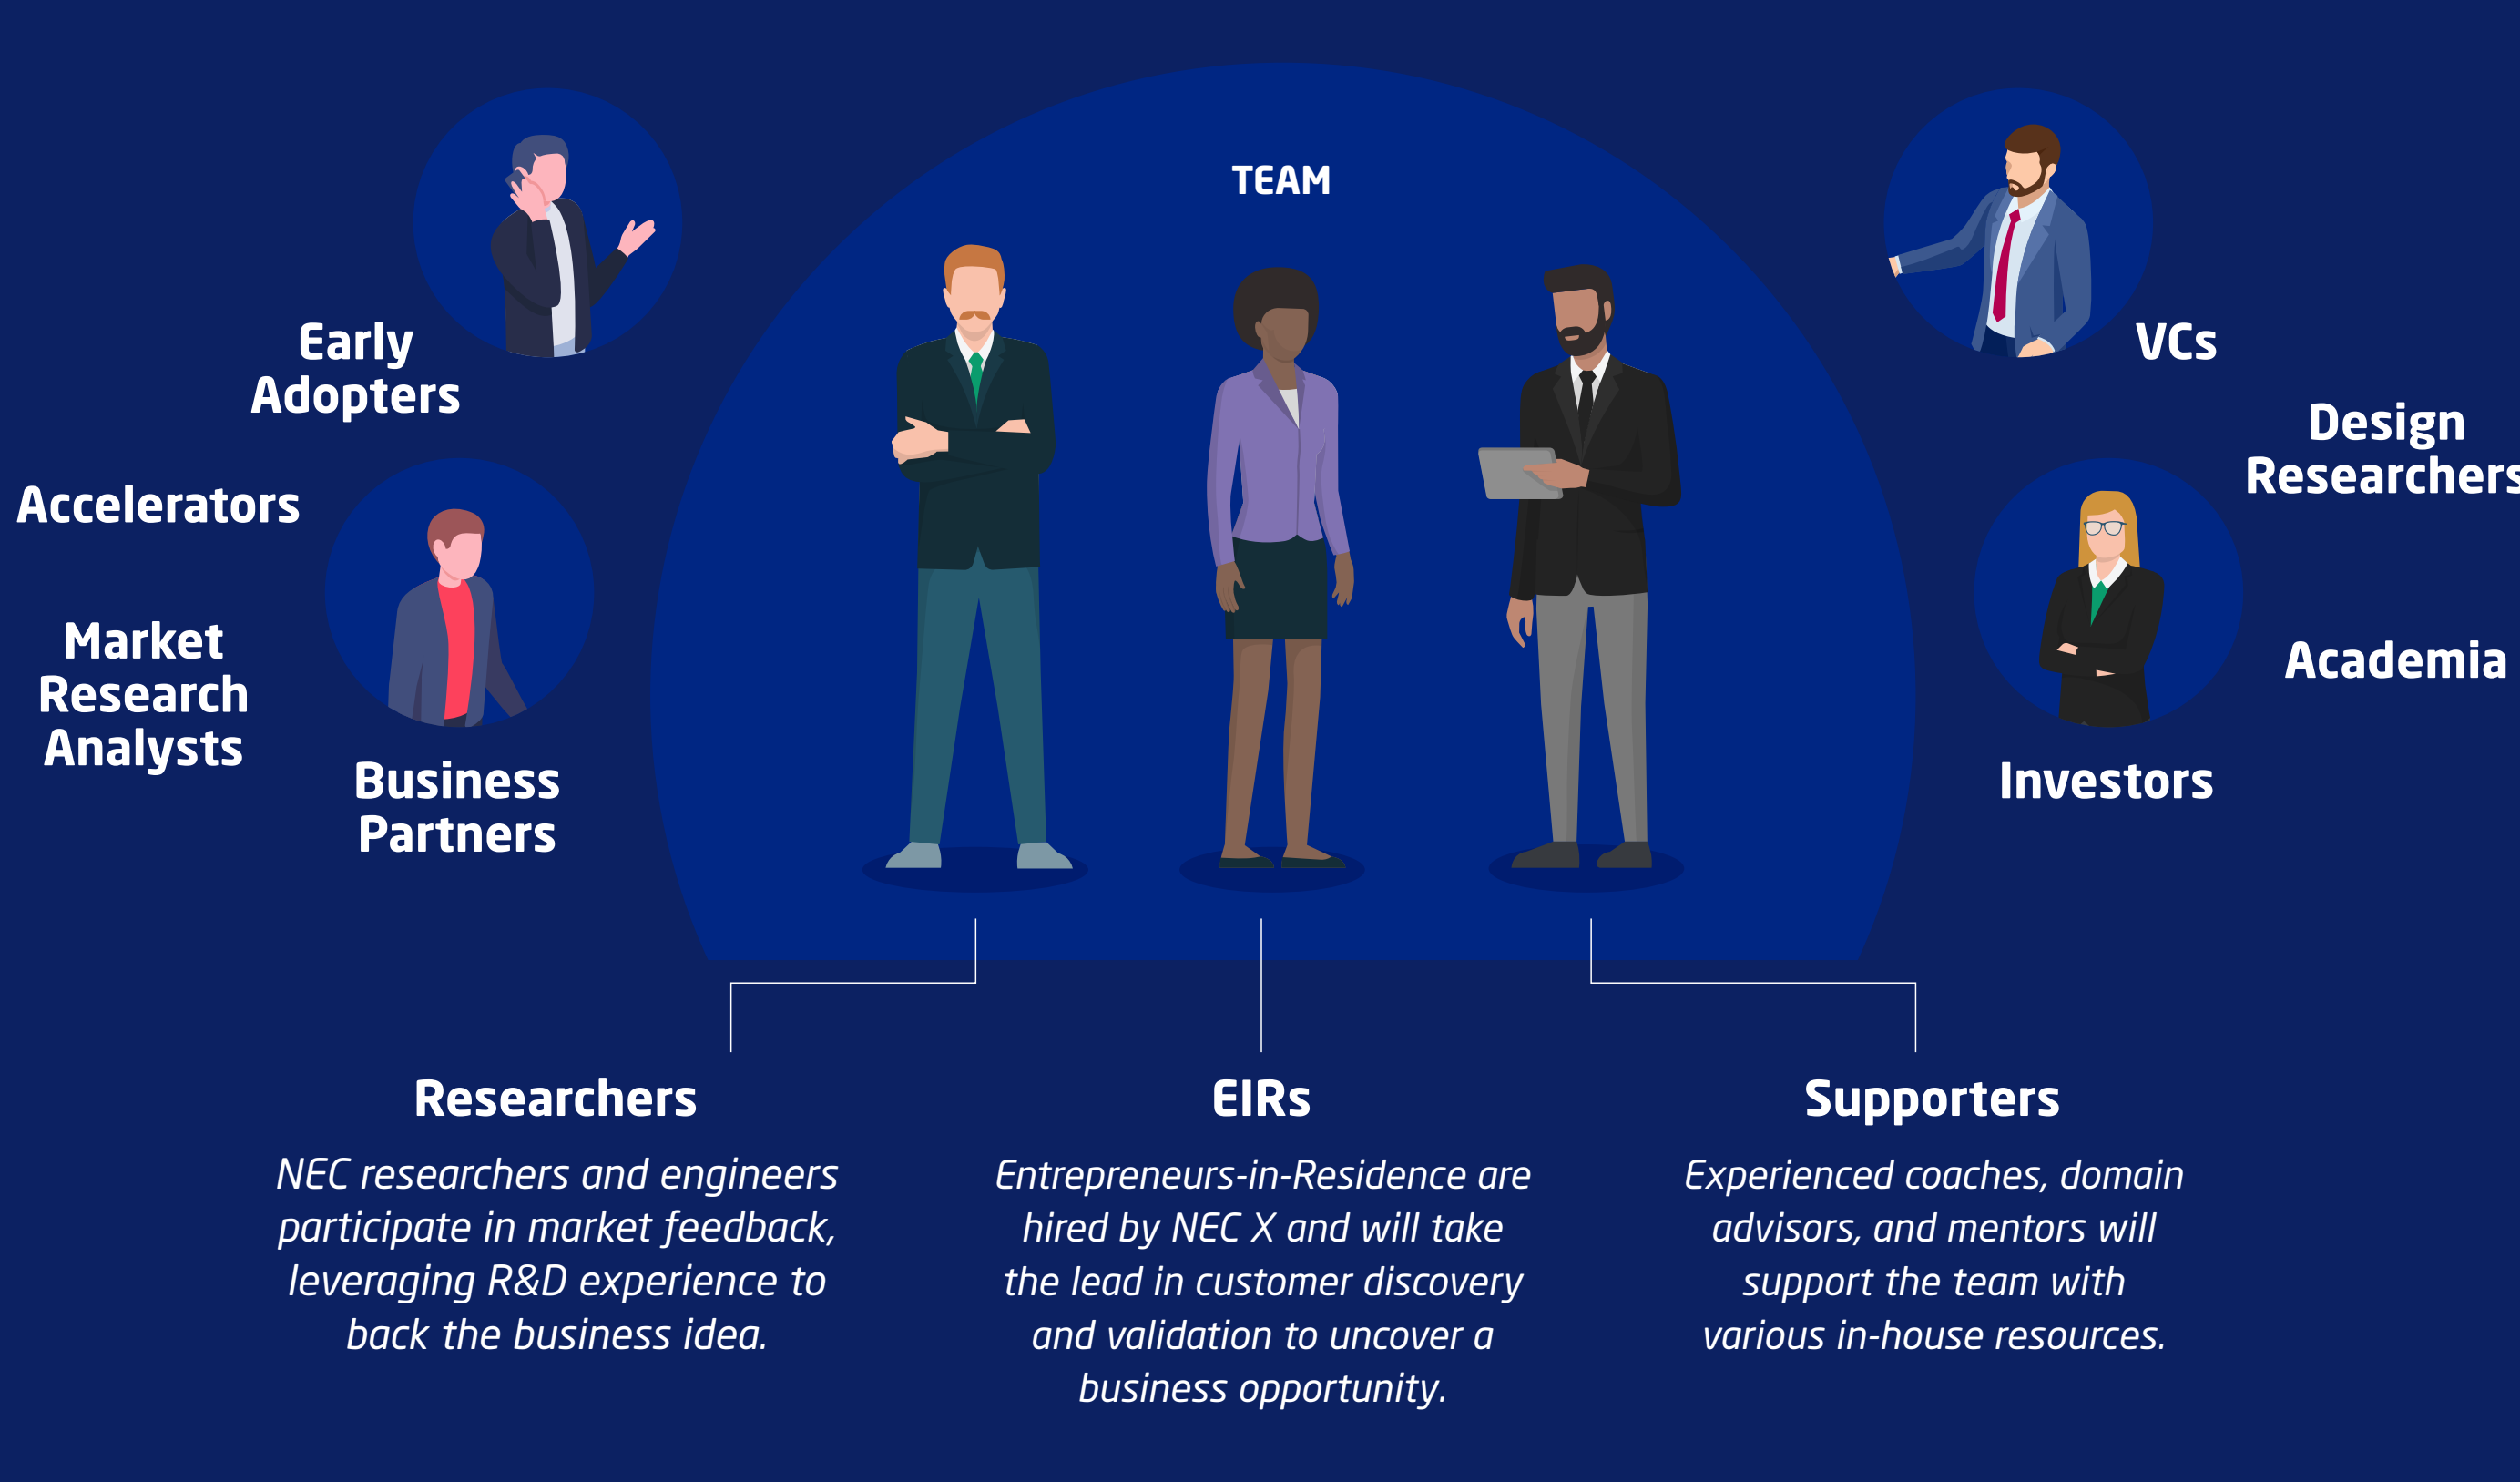 TEAM
Early
Adopters
Accelerators
Market
Research
Analysts
Business
Partners
VCs
Design
Researchers
Academia
Investors
Researchers
NEC researchers and engineers
participate in market feedback,
leveraging R&D experience to
back the business idea.
EIRs
Entrepreneurs-in-Residence are
hired by NEC X and will take
the lead in customer discovery
and validation to uncover a
business opportunity.
Supporters
Experienced coaches, domain
advisors, and mentors will
support the team with
various in-house resources.